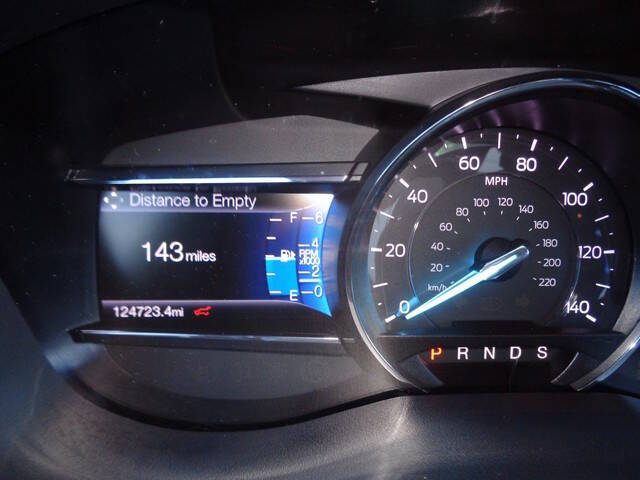 Distance to Empty
143 miles
F 6
4
RPM
x1000
2
E 0
124723.4mi
0 20 40 60 80 100 120 140
MPH
20 40 60 80 100 120 140 160 180 200 220
km/h
P R N D S